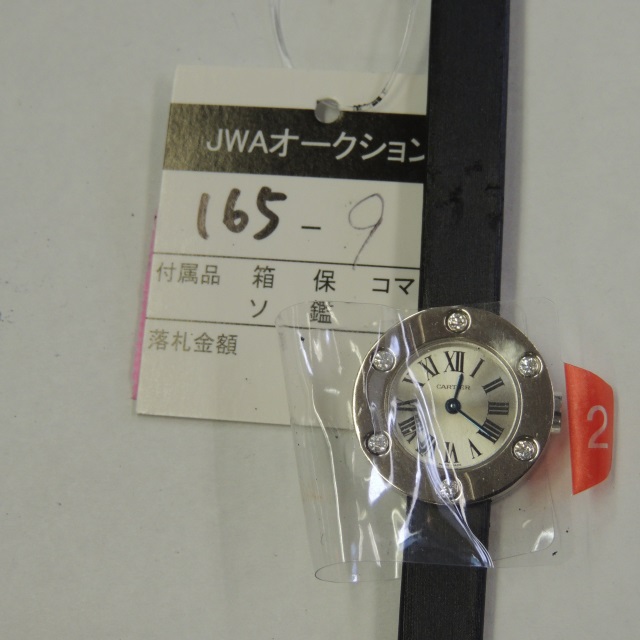 JWAオークション
165-9
付属品 箱 保 コマ
ソ 鑑
落札金額
CARTIER
2